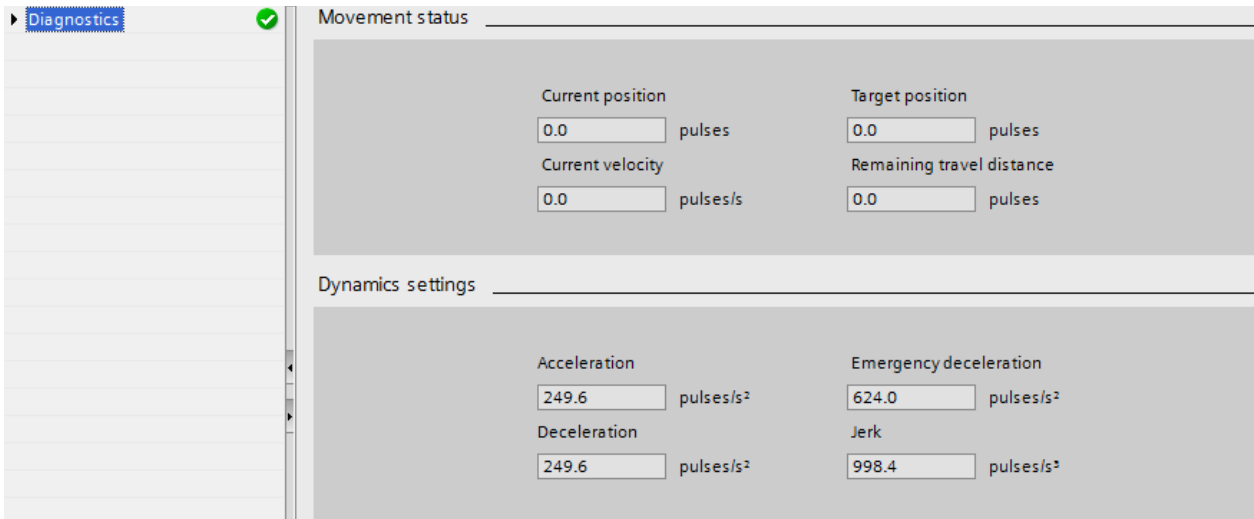 Diagnostics
Movement status
Current position Target position
0.0 pulses 0.0 pulses
Current velocity Remaining travel distance
0.0 pulses/s 0.0 pulses
Dynamics settings
Acceleration Emergency deceleration
249.6 pulses/s² 624.0 pulses/s²
Deceleration Jerk
249.6 pulses/s² 998.4 pulses/s³